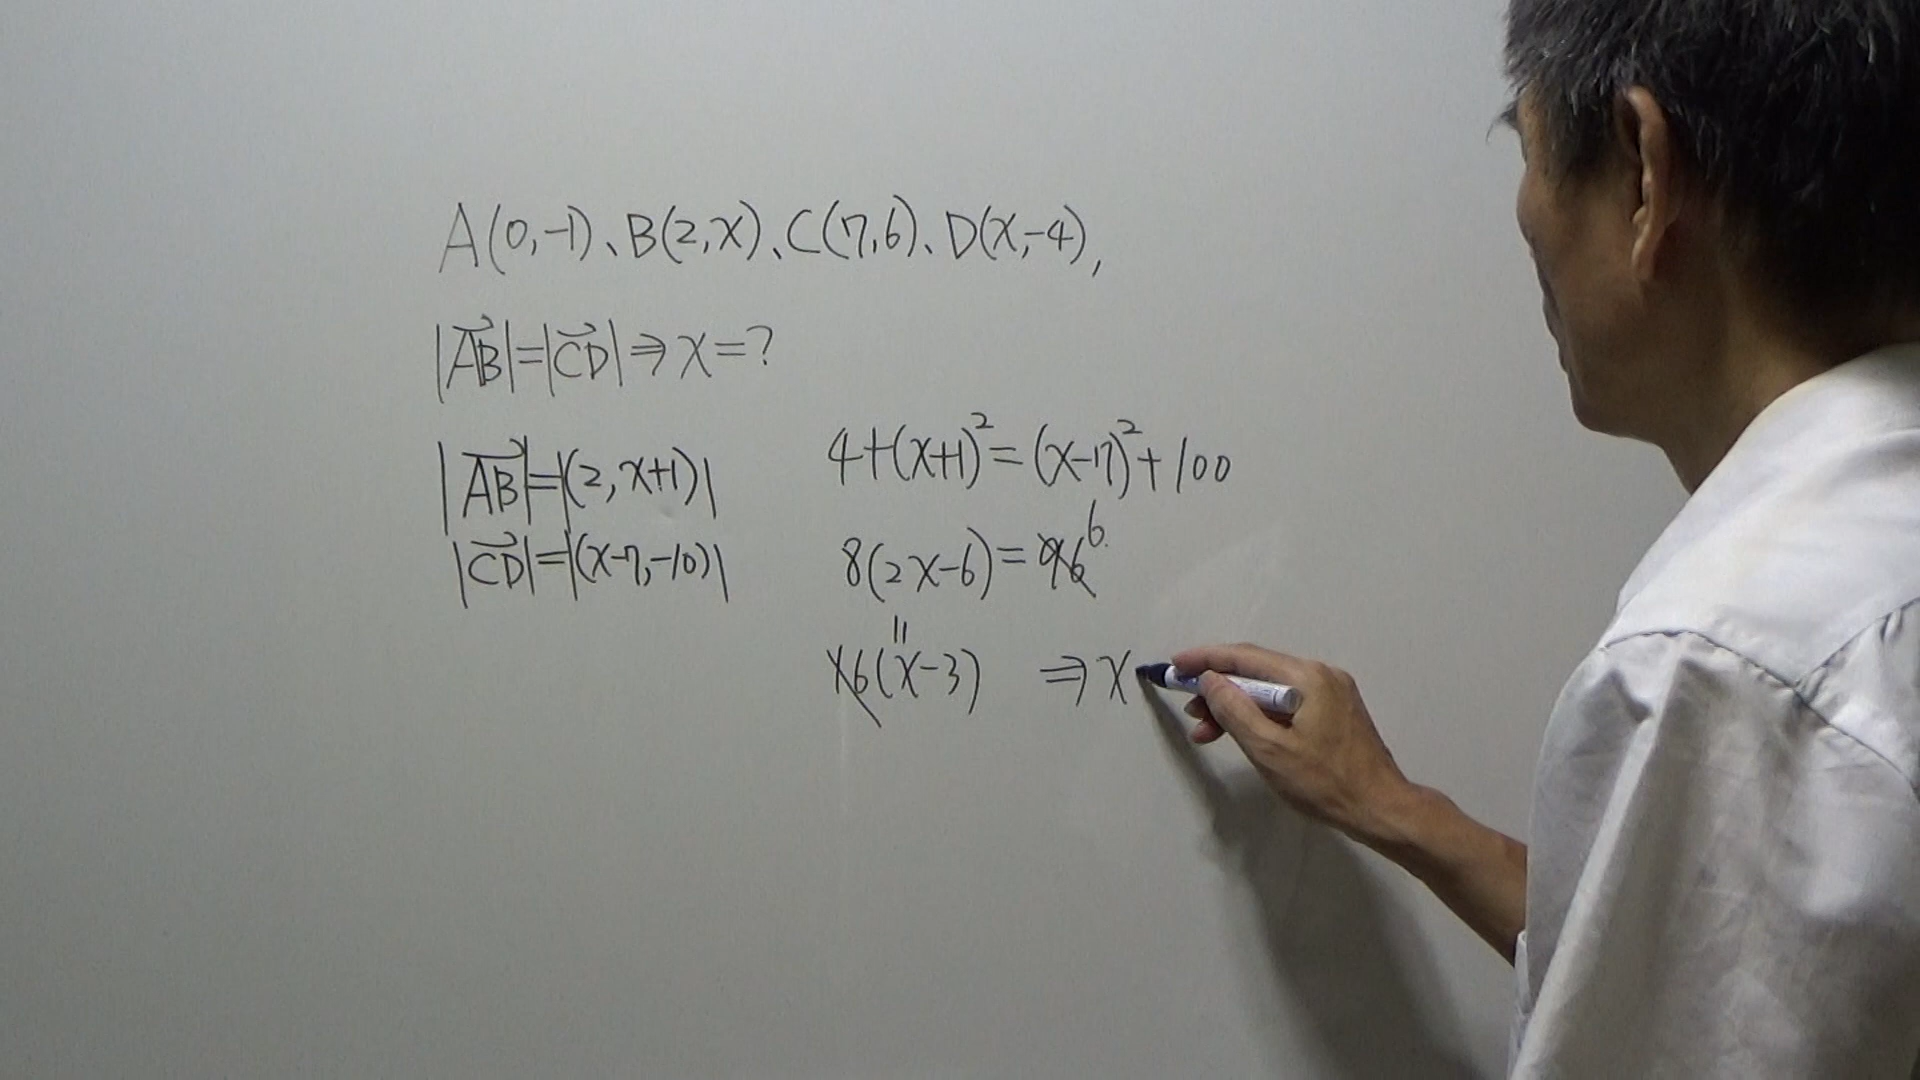 A(0,-1)、B(2,x)、C(7,6)、D(x,-4),
|AB|=|CD|⇒x=?
|AB|=|(2,x+1)|
|CD|=|(x-7,-10)|
4+(x+1)²=(x-7)²+100
8(2x-6)=96 6
=
16(x-3) ⇒x